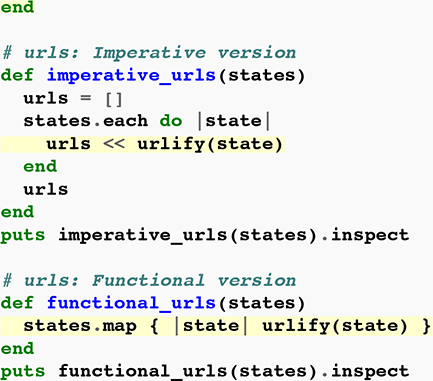 end
# urls: Imperative version
def imperative_urls(states)
  urls = []
  states.each do |state|
    urls << urlify(state)
  end
  urls
end
puts imperative_urls(states).inspect
# urls: Functional version
def functional_urls(states)
  states.map { |state| urlify(state) }
end
puts functional_urls(states).inspect